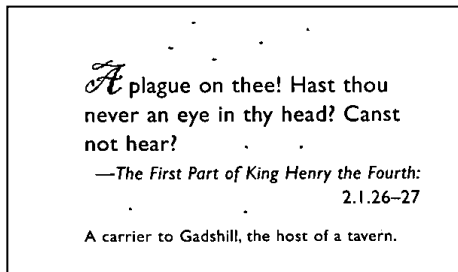 A plague on thee! Hast thou
never an eye in thy head? Canst
not hear?
—The First Part of King Henry the Fourth:
2.1.26–27
A carrier to Gadshill, the host of a tavern.